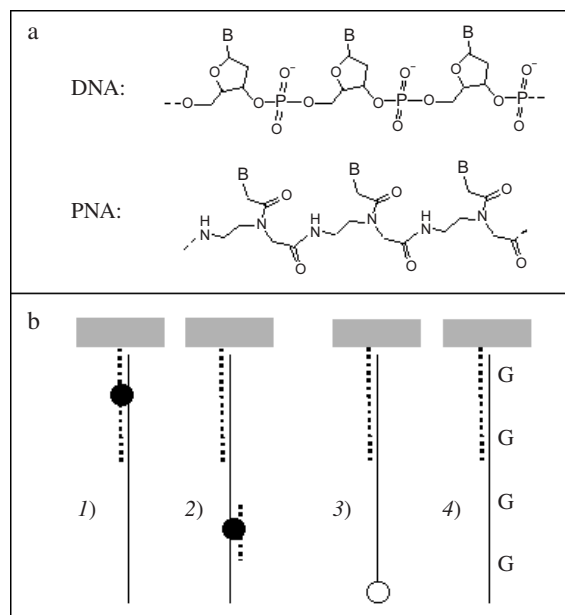 a
B B B
DNA:
O O⁻ O O⁻ O O⁻
O O P O O P O O P
O O O
PNA:
B B B
O O O
H N N H N N H N N
O O O
b
G
G
1) 2) 3) 4) G
G